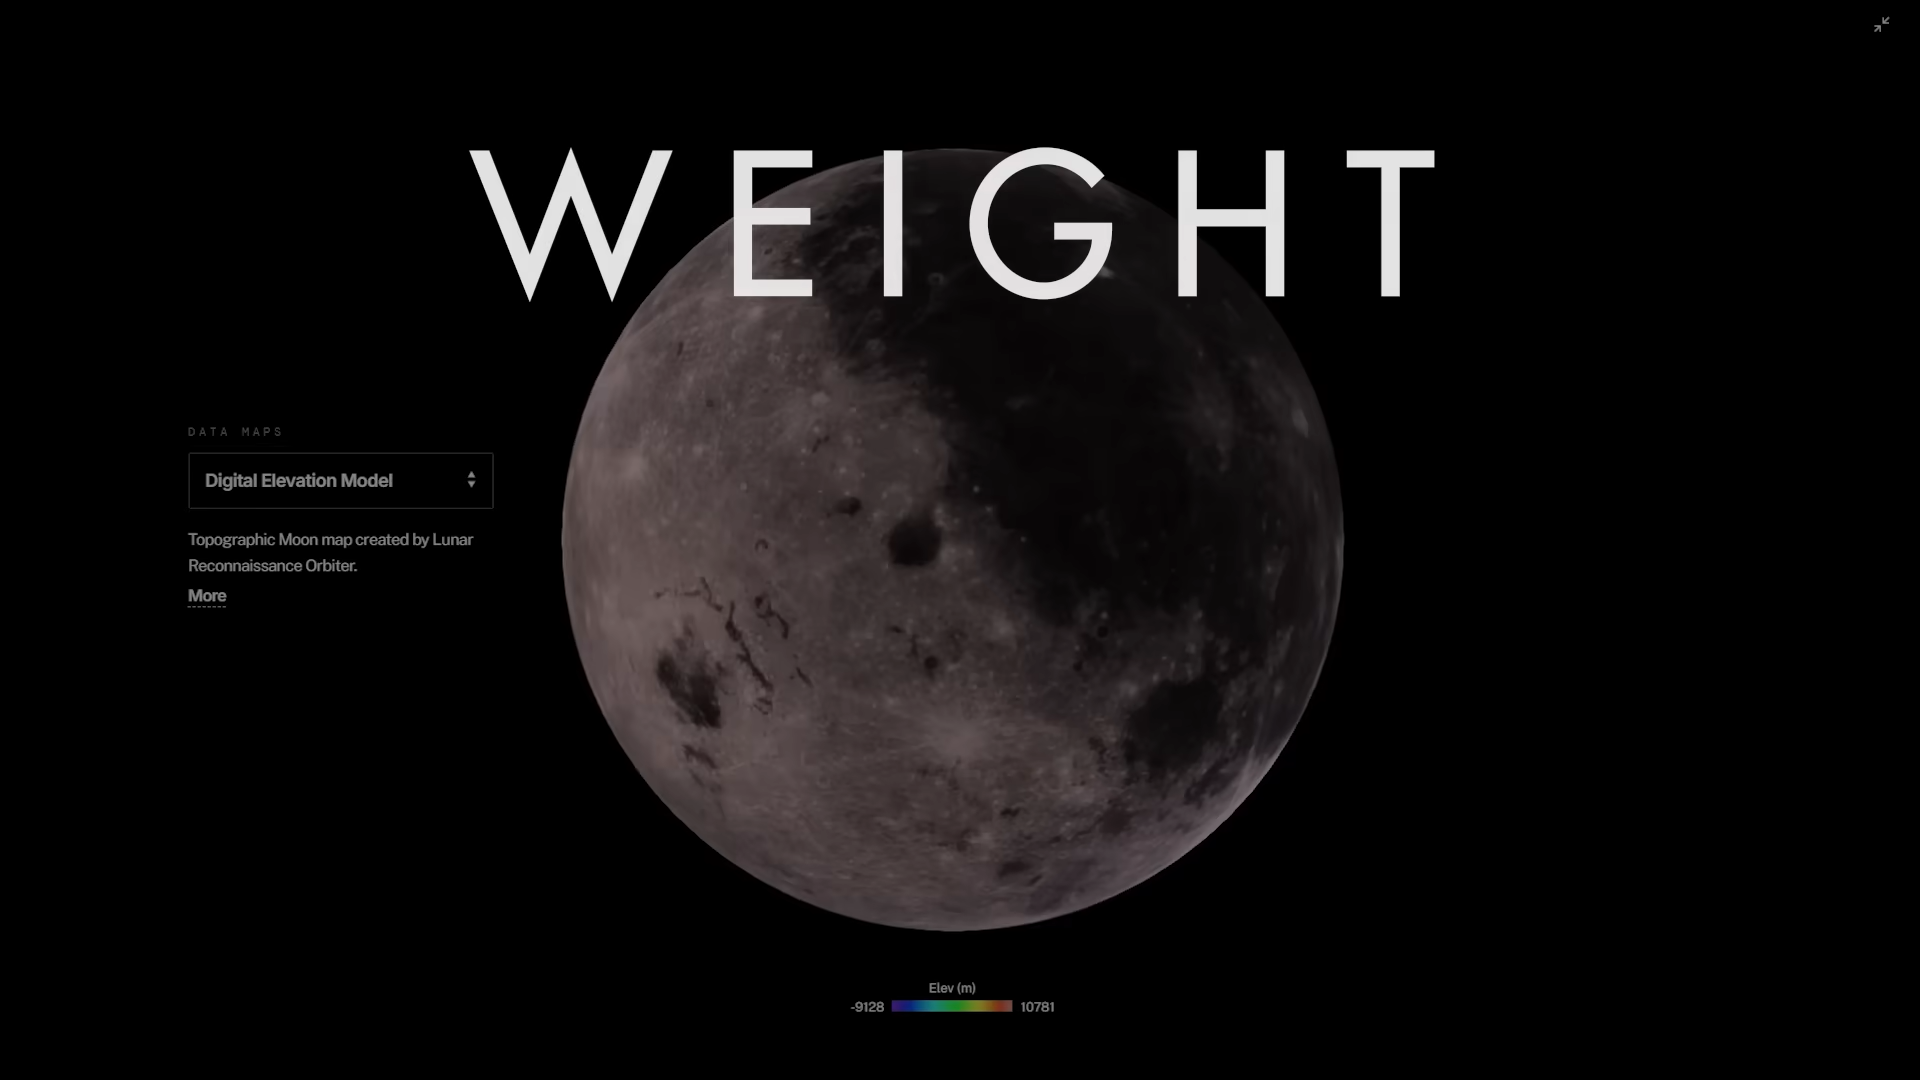 WEIGHT
DATA MAPS
Digital Elevation Model
Topographic Moon map created by Lunar
Reconnaissance Orbiter.
More
Elev (m)
-9128 10781